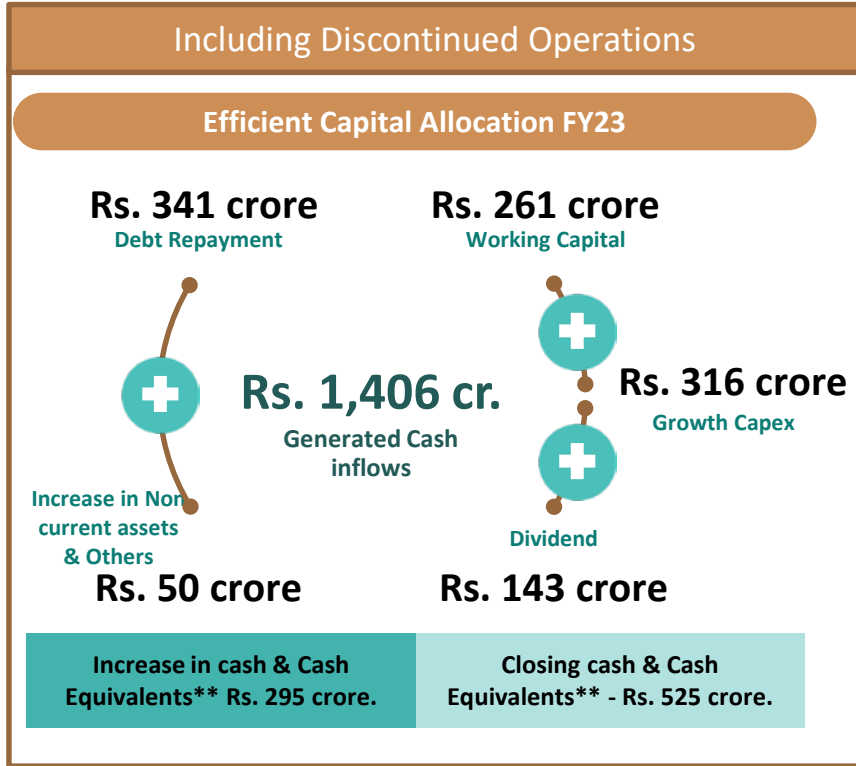 Including Discontinued Operations
Efficient Capital Allocation FY23
Rs. 341 crore
Debt Repayment
Rs. 261 crore
Working Capital
Rs. 1,406 cr.
Generated Cash
inflows
Rs. 316 crore
Growth Capex
Increase in Non
current assets
& Others
Rs. 50 crore
Dividend
Rs. 143 crore
Increase in cash & Cash
Equivalents** Rs. 295 crore.
Closing cash & Cash
Equivalents** - Rs. 525 crore.